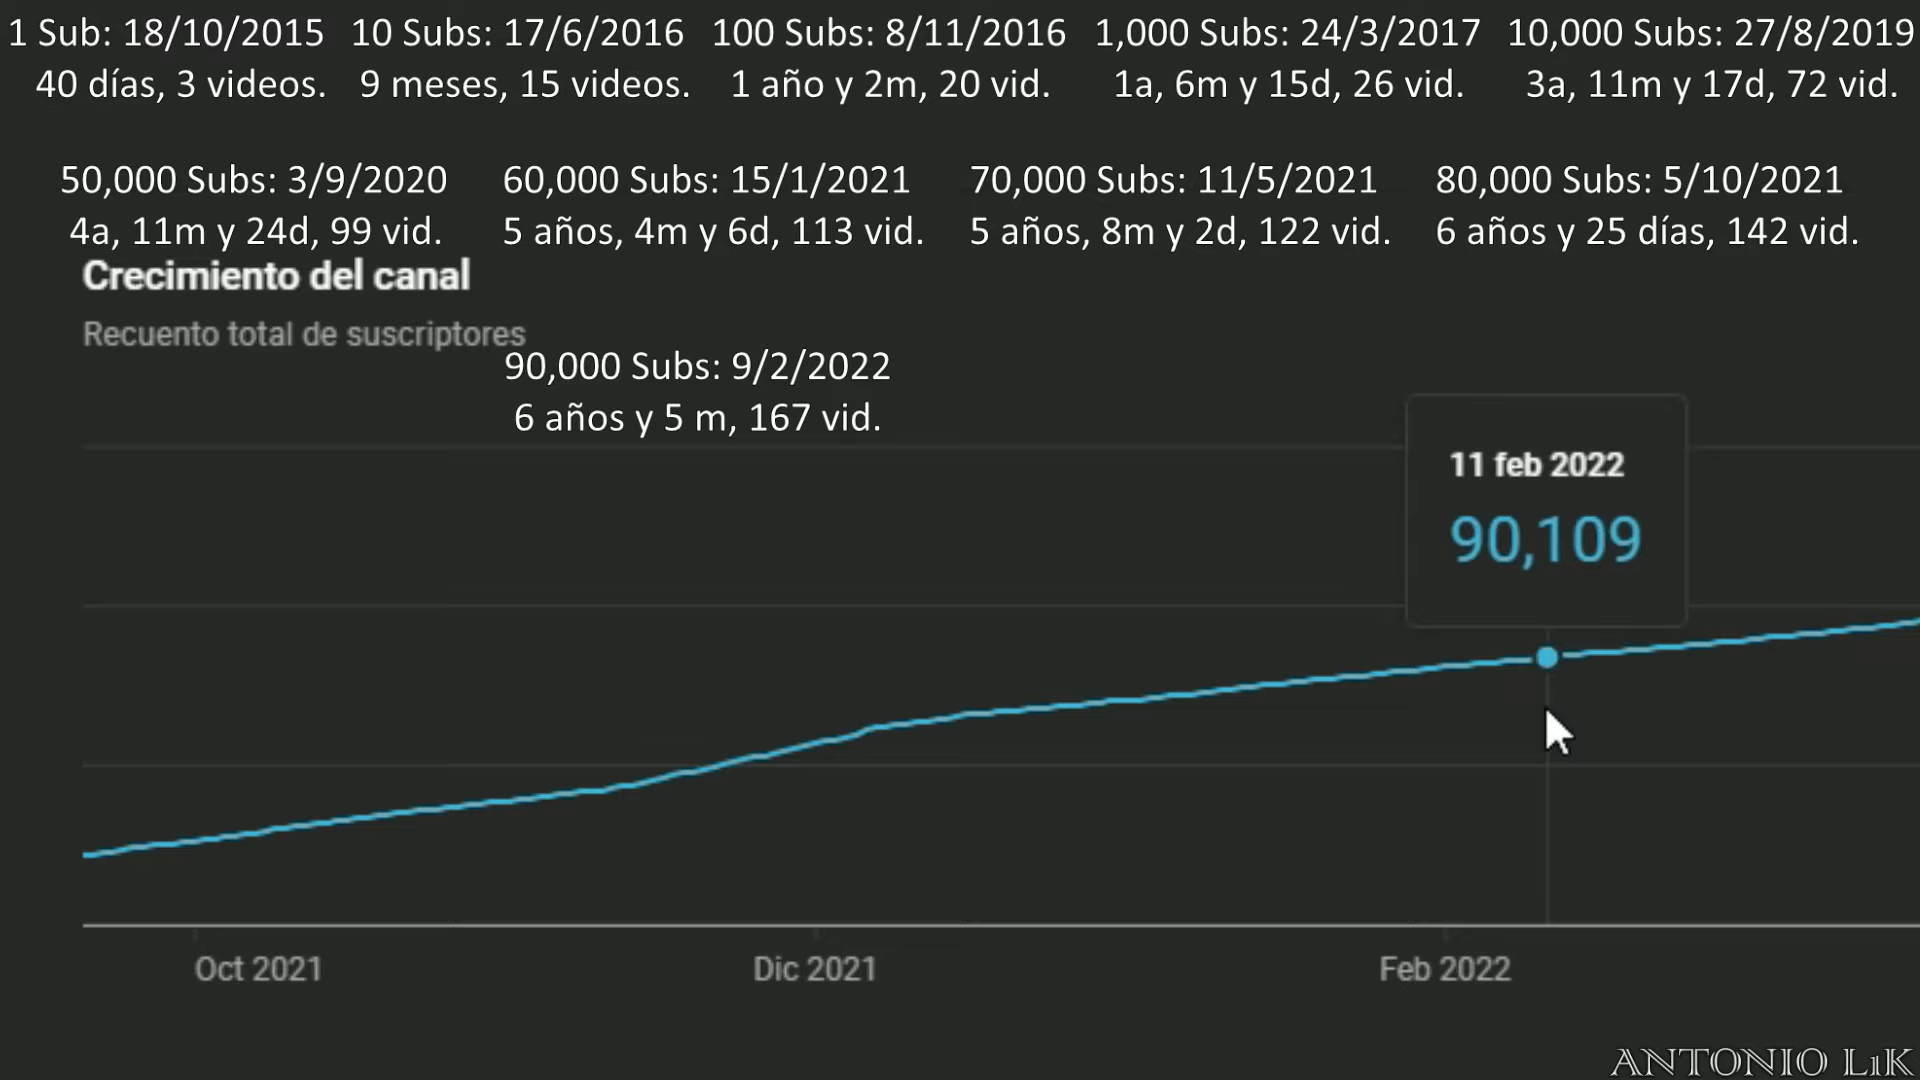 1 Sub: 18/10/2015 10 Subs: 17/6/2016 100 Subs: 8/11/2016 1,000 Subs: 24/3/2017 10,000 Subs: 27/8/2019
40 días, 3 videos. 9 meses, 15 videos. 1 año y 2m, 20 vid. 1a, 6m y 15d, 26 vid. 3a, 11m y 17d, 72 vid.
50,000 Subs: 3/9/2020 60,000 Subs: 15/1/2021 70,000 Subs: 11/5/2021 80,000 Subs: 5/10/2021
4a, 11m y 24d, 99 vid. 5 años, 4m y 6d, 113 vid. 5 años, 8m y 2d, 122 vid. 6 años y 25 días, 142 vid.
Crecimiento del canal
Recuento total de suscriptores
90,000 Subs: 9/2/2022
6 años y 5 m, 167 vid.
11 feb 2022
90,109
Oct 2021 Dic 2021 Feb 2022
ANTONIO L1K